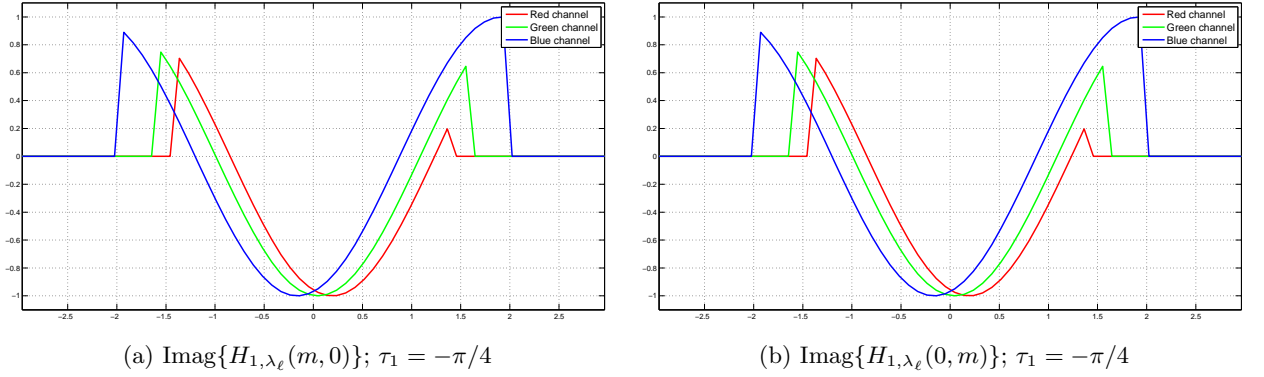 Red channel
Green channel
Blue channel
1
0.8
0.6
0.4
0.2
0
−0.2
−0.4
−0.6
−0.8
−1
−2.5 −2 −1.5 −1 −0.5 0 0.5 1 1.5 2 2.5
(a) Imag{H₁,λ_ℓ(m, 0)}; τ₁ = −π/4
Red channel
Green channel
Blue channel
1
0.8
0.6
0.4
0.2
0
−0.2
−0.4
−0.6
−0.8
−1
−2.5 −2 −1.5 −1 −0.5 0 0.5 1 1.5 2 2.5
(b) Imag{H₁,λ_ℓ(0, m)}; τ₁ = −π/4